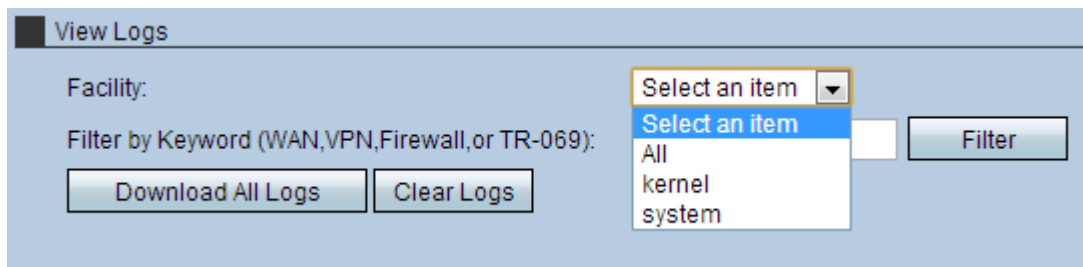 View Logs
Facility:
Select an item
Select an item
All
kernel
system
Filter by Keyword (WAN,VPN,Firewall,or TR-069):
Filter
Download All Logs
Clear Logs